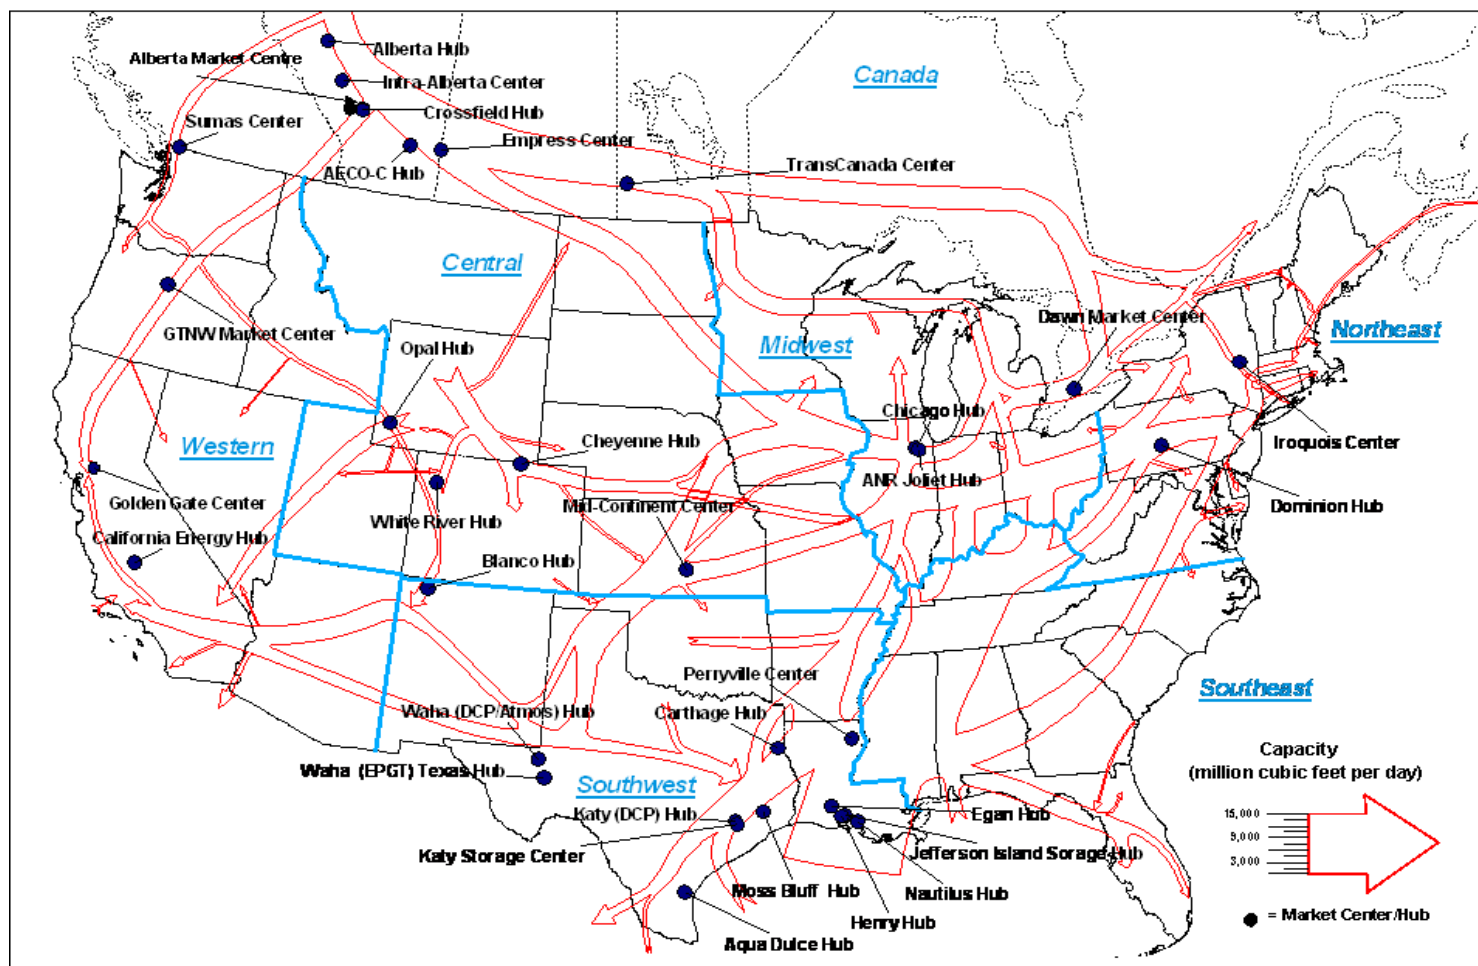 Alberta Hub
Alberta Market Centre
Canada
Intra-Alberta Center
Crossfield Hub
Sumas Center
Empress Center
TransCanada Center
AECO-C Hub
Central
Dawn Market Center
GTNW Market Center
Northeast
Midwest
Opal Hub
Chicago Hub
Western
Cheyenne Hub
Iroquois Center
ANR Joliet Hub
Golden Gate Center
Mid-Continent Center
Dominion Hub
White River Hub
California Energy Hub
Blanco Hub
Perryville Center
Southeast
Waha (DCP/Atmos) Hub
Carthage Hub
Capacity
(million cubic feet per day)
Waha (EPGT) Texas Hub
Southwest
Katy (DCP) Hub
Egan Hub
15,000
9,000
3,000
Katy Storage Center
Jefferson Island Sorage Hub
Moss Bluff Hub
Nautilus Hub
Henry Hub
= Market Center/Hub
Aqua Dulce Hub